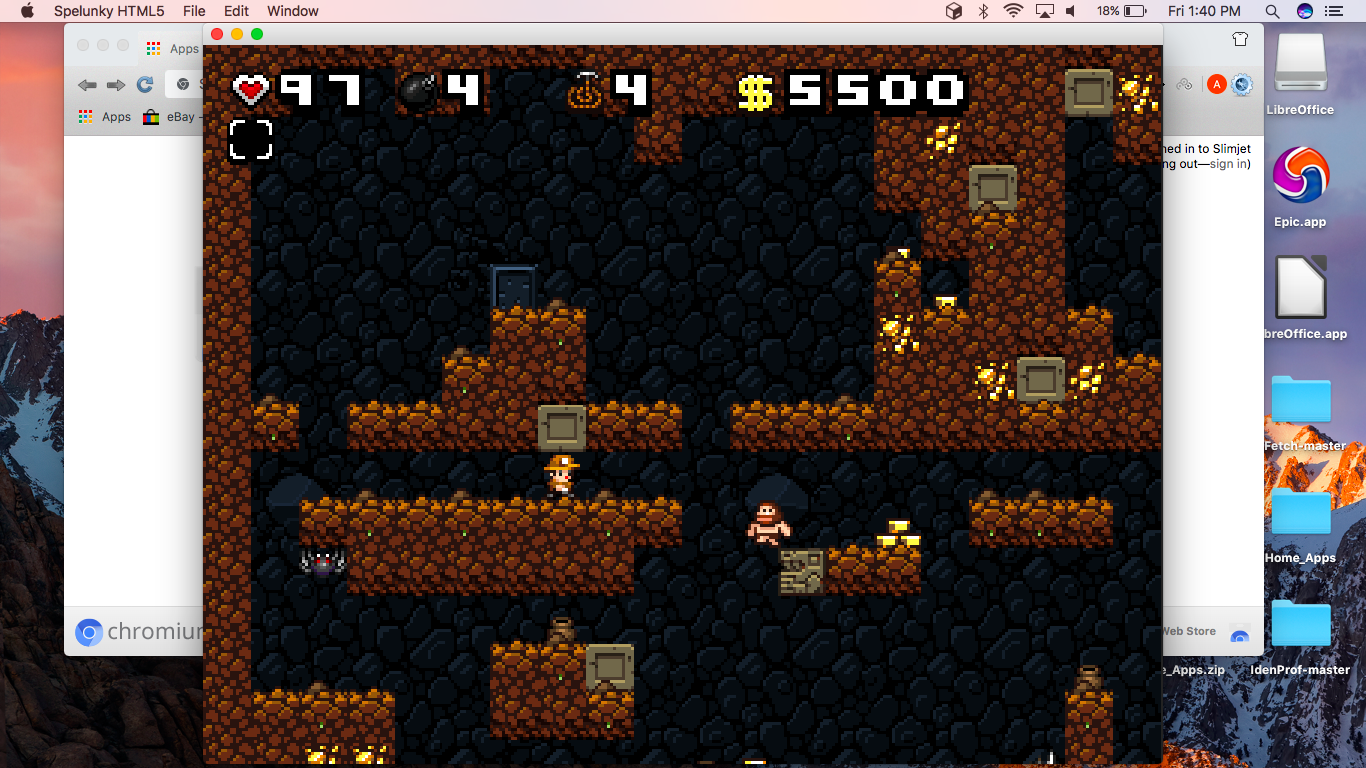 Spelunky HTML5 File Edit Window 18% Fri 1:40 PM
Apps
97 4 4 $5500
A
Apps eBay -
LibreOffice
ned in to Slimjet
ng out—sign in)
Epic.app
breOffice.app
Fetch-master
Home_Apps
chromiun
Web Store
e_Apps.zip IdenProf-master